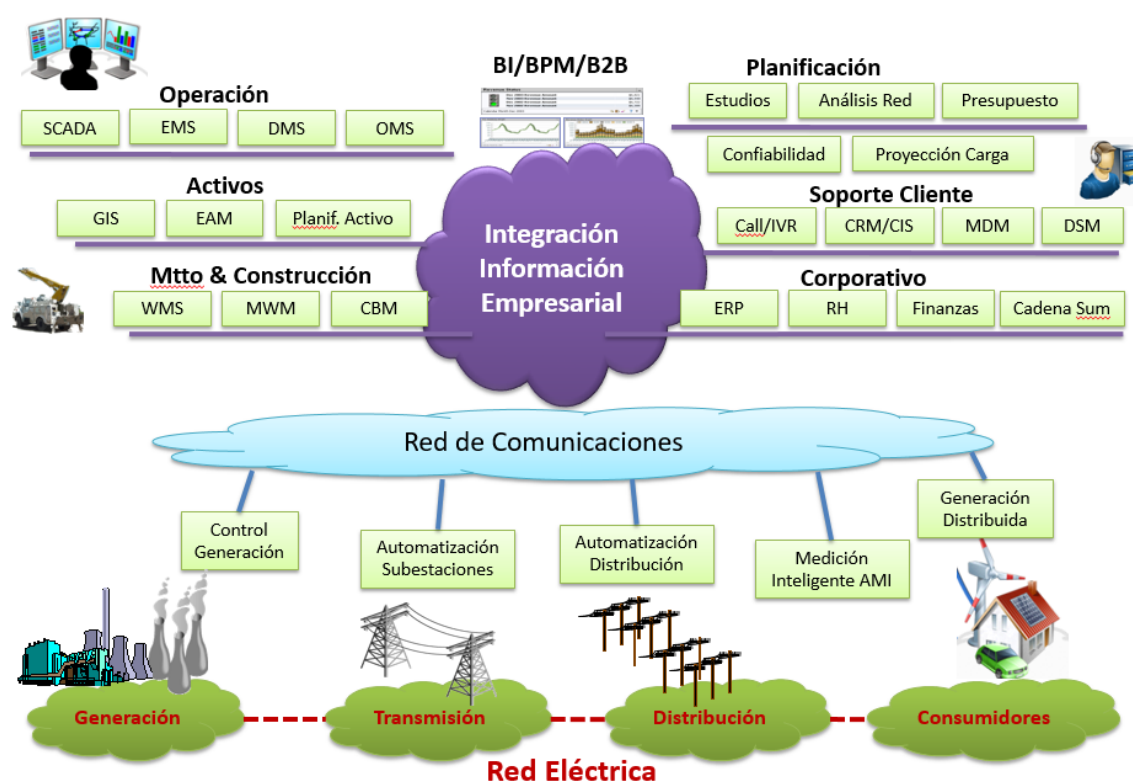 BI/BPM/B2B
Operación
SCADA
EMS
DMS
OMS
Activos
GIS
EAM
Planif. Activo
Mtto & Construcción
WMS
MWM
CBM
Integración
Información
Empresarial
Planificación
Estudios
Análisis Red
Presupuesto
Confiabilidad
Proyección Carga
Soporte Cliente
Call/IVR
CRM/CIS
MDM
DSM
Corporativo
ERP
RH
Finanzas
Cadena Sum
Red de Comunicaciones
Control
Generación
Automatización
Subestaciones
Automatización
Distribución
Medición
Inteligente AMI
Generación
Distribuida
Generación
Transmisión
Distribución
Consumidores
Red Eléctrica